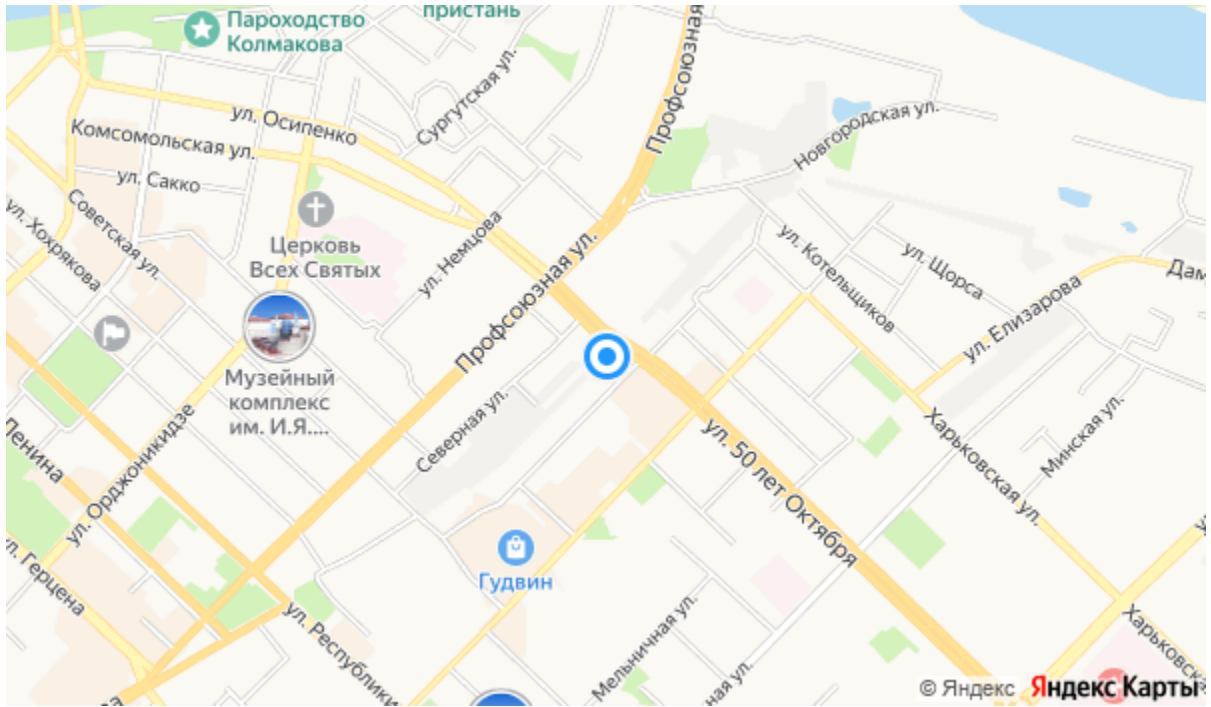 пристань
Пароходство
Колмакова
Профсоюзная
ул. Осипенко
Сургутская ул.
Новгородская ул.
Комсомольская ул.
ул. Сакко
Советская ул.
ул. Хохрякова
Церковь
Всех Святых
ул. Немцова
Профсоюзная ул.
ул. Котельщиков
ул. Щорса
ул. Елизарова
Дам
Музейный
комплекс
им. И.Я....
Северная ул.
ул. 50 лет Октября
Харьковская ул.
Минская ул.
Ленина
ул. Орджоникидзе
Гудвин
ул. Герцена
ул. Республики
Мельничная ул.
ная ул.
Харьковска
© Яндекс Яндекс Карты